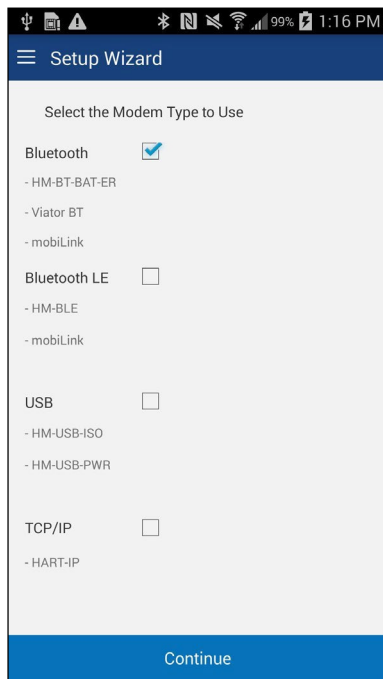 99% 1:16 PM
Setup Wizard
Select the Modem Type to Use
Bluetooth
- HM-BT-BAT-ER
- Viator BT
- mobiLink
Bluetooth LE
- HM-BLE
- mobiLink
USB
- HM-USB-ISO
- HM-USB-PWR
TCP/IP
- HART-IP
Continue